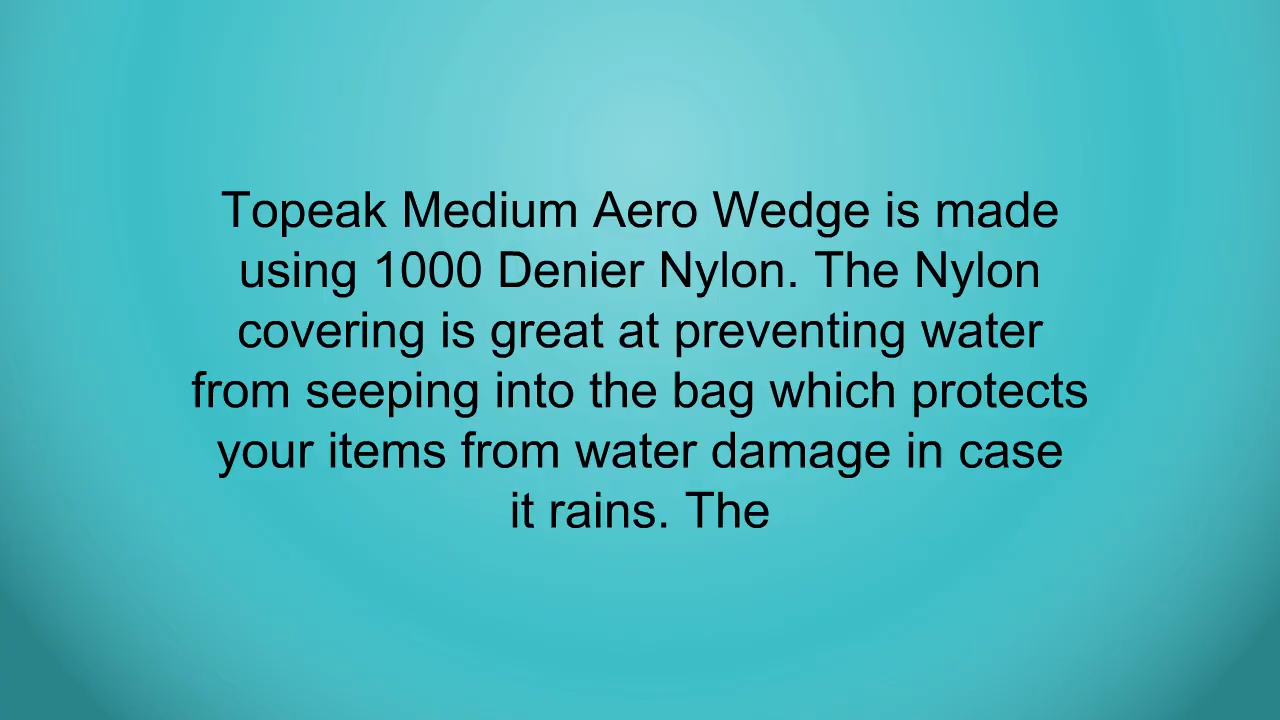 Topeak Medium Aero Wedge is made
using 1000 Denier Nylon. The Nylon
covering is great at preventing water
from seeping into the bag which protects
your items from water damage in case
it rains. The